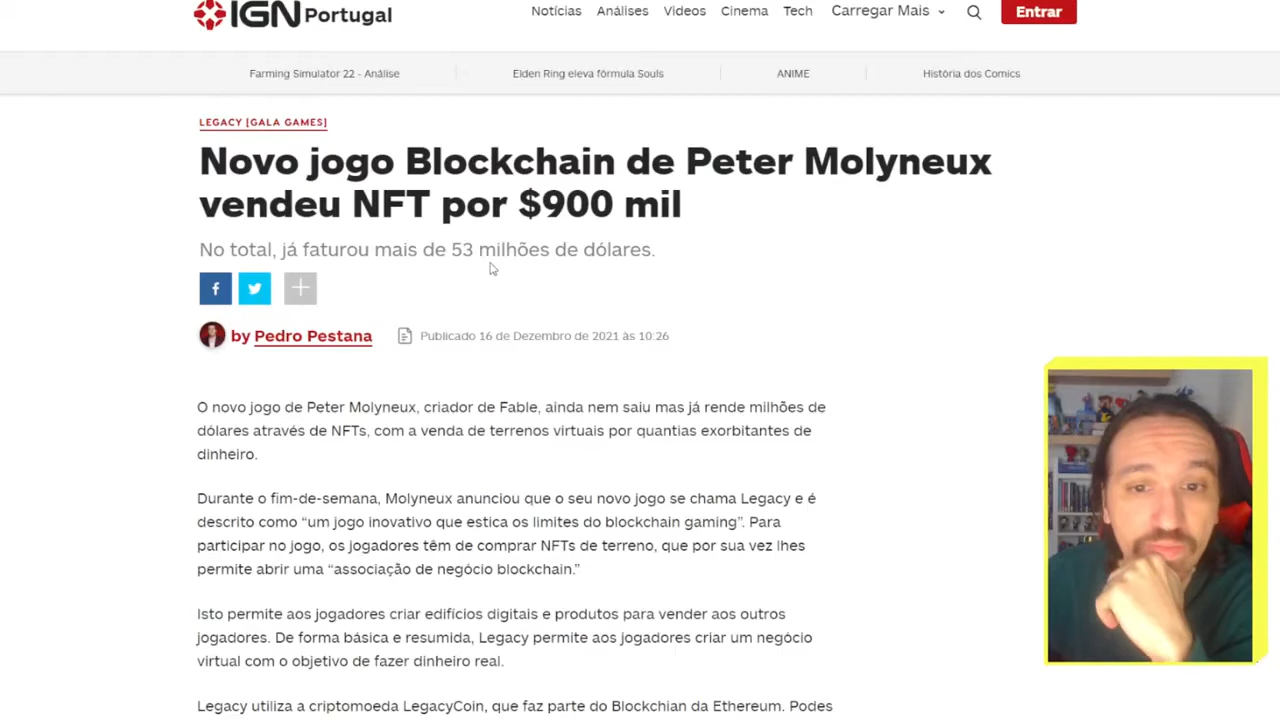 IGN Portugal
Notícias Análises Videos Cinema Tech Carregar Mais Entrar
Farming Simulator 22 - Análise Elden Ring eleva fórmula Souls ANIME História dos Comics
LEGACY [GALA GAMES]
Novo jogo Blockchain de Peter Molyneux
vendeu NFT por $900 mil
No total, já faturou mais de 53 milhões de dólares.
by Pedro Pestana Publicado 16 de Dezembro de 2021 às 10:26
O novo jogo de Peter Molyneux, criador de Fable, ainda nem saiu mas já rende milhões de
dólares através de NFTs, com a venda de terrenos virtuais por quantias exorbitantes de
dinheiro.
Durante o fim-de-semana, Molyneux anunciou que o seu novo jogo se chama Legacy e é
descrito como “um jogo inovativo que estica os limites do blockchain gaming”. Para
participar no jogo, os jogadores têm de comprar NFTs de terreno, que por sua vez lhes
permite abrir uma “associação de negócio blockchain.”
Isto permite aos jogadores criar edifícios digitais e produtos para vender aos outros
jogadores. De forma básica e resumida, Legacy permite aos jogadores criar um negócio
virtual com o objetivo de fazer dinheiro real.
Legacy utiliza a criptomoeda LegacyCoin, que faz parte do Blockchian da Ethereum. Podes